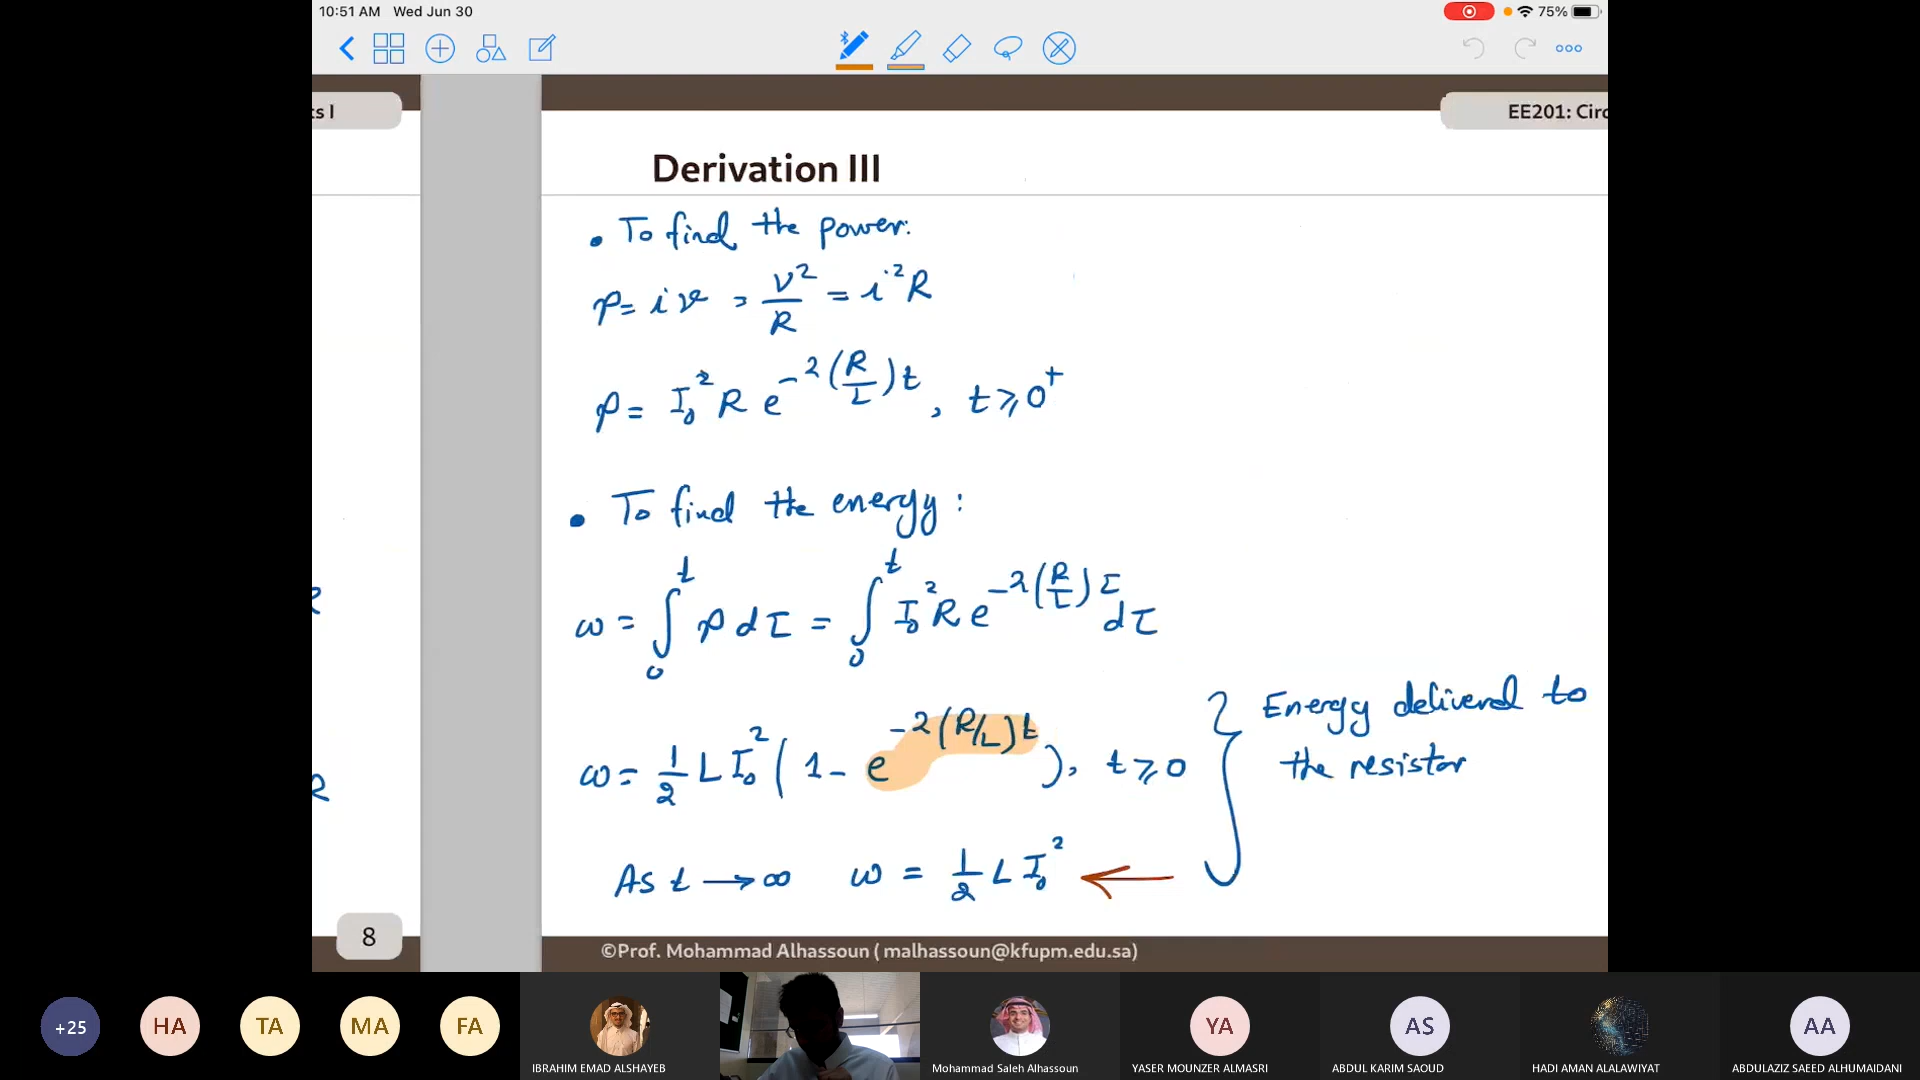 10:51 AM Wed Jun 30
75%
ts I
EE201: Circ
Derivation III
• To find the power:
p = iv = v²/R = i²R
p = I₀² R e^(-2(R/L)t), t ≥ 0⁺
• To find the energy:
w = ∫₀ᵗ p dτ = ∫₀ᵗ I₀² R e^(-2(R/L)τ) dτ
w = 1/2 L I₀² (1 - e^(-2(R/L)t)), t ≥ 0
Energy delivered to
the resistor
As t → ∞ w = 1/2 L I₀² ←
8
©Prof. Mohammad Alhassoun ( malhassoun@kfupm.edu.sa)
+25
HA
TA
MA
FA
YA
AS
AA
IBRAHIM EMAD ALSHAYEB
Mohammad Saleh Alhassoun
YASER MOUNZER ALMASRI
ABDUL KARIM SAOUD
HADI AMAN ALALAWIYAT
ABDULAZIZ SAEED ALHUMAIDANI